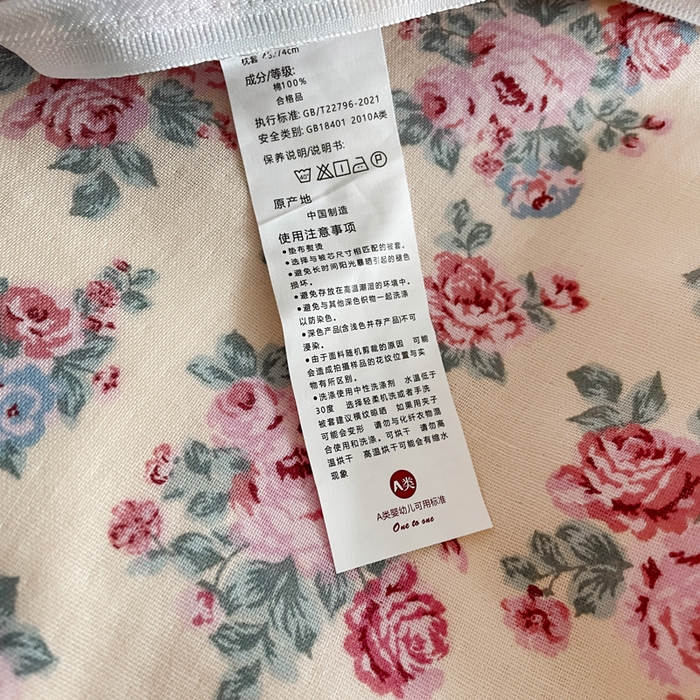 枕套 48x74cm
成分/等级:
棉100%
合格品
执行标准: GB/T22796-2021
安全类别: GB18401 2010A类
保养说明/说明书:
40°
P
原产地
中国制造
使用注意事项
•垫布熨烫
•选择与被芯尺寸相匹配的被套.
•避免长时间阳光暴晒引起的褪色
损坏.
•避免存放在高温潮湿的环境中.
•避免与其他深色织物一起洗涤
以防染色。
•深色产品(含浅色并存产品)不可
浸染。
•由于面料随机剪裁的原因 可能
会造成拍摄样品的花纹位置与实
物有所区别。
•洗涤使用中性洗涤剂 水温低于
30度 选择轻柔机洗或者手洗
被套建议横纹晾晒 如果用夹子
可能会变形 请勿与化纤衣物混
合使用和洗涤。可烘干 请勿高
温烘干 高温烘干可能会有缩水
现象
A类
A类婴幼儿可用标准
One to one